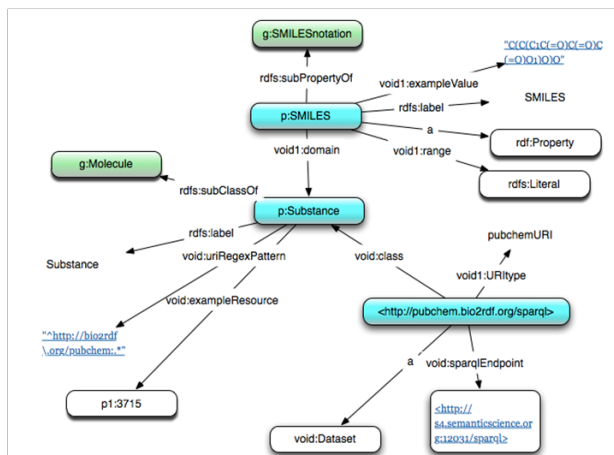 g:SMILESnotation
"C(C(C1C(=O)C(=O)C
(=O)O1)O)O"
rdfs:subPropertyOf
void1:exampleValue
rdfs:label
SMILES
p:SMILES
a
rdf:Property
void1:domain
void1:range
g:Molecule
rdfs:subClassOf
rdfs:Literal
p:Substance
rdfs:label
pubchemURI
void:uriRegexPattern
void:class
Substance
void1:URItype
void:exampleResource
<http://pubchem.bio2rdf.org/sparql>
"^http://bio2rdf
\.org/pubchem:.*"
a
void:sparqlEndpoint
p1:3715
<http://
s4.semanticscience.or
g:12031/sparql>
void:Dataset